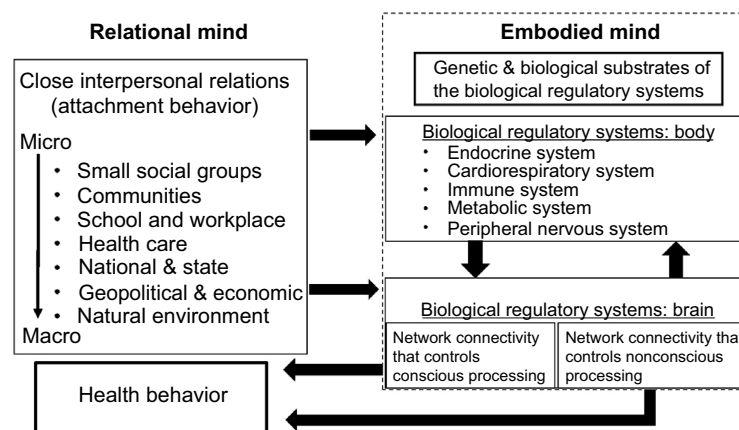 Relational mind
Close interpersonal relations
(attachment behavior)
Micro
• Small social groups
• Communities
• School and workplace
• Health care
• National & state
• Geopolitical & economic
• Natural environment
Macro
Health behavior
Embodied mind
Genetic & biological substrates of
the biological regulatory systems
Biological regulatory systems: body
• Endocrine system
• Cardiorespiratory system
• Immune system
• Metabolic system
• Peripheral nervous system
Biological regulatory systems: brain
Network connectivity
that controls
conscious processing
Network connectivity that
controls nonconscious
processing